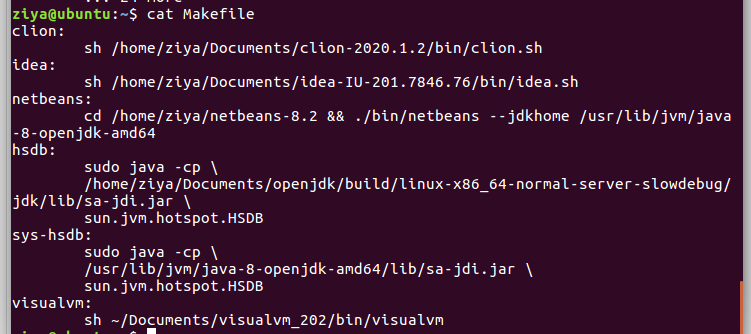 ziya@ubuntu:~$ cat Makefile
clion:
sh /home/ziya/Documents/clion-2020.1.2/bin/clion.sh
idea:
sh /home/ziya/Documents/idea-IU-201.7846.76/bin/idea.sh
netbeans:
cd /home/ziya/netbeans-8.2 && ./bin/netbeans --jdkhome /usr/lib/jvm/java
-8-openjdk-amd64
hsdb:
sudo java -cp \
/home/ziya/Documents/openjdk/build/linux-x86_64-normal-server-slowdebug/
jdk/lib/sa-jdi.jar \
sun.jvm.hotspot.HSDB
sys-hsdb:
sudo java -cp \
/usr/lib/jvm/java-8-openjdk-amd64/lib/sa-jdi.jar \
sun.jvm.hotspot.HSDB
visualvm:
sh ~/Documents/visualvm_202/bin/visualvm